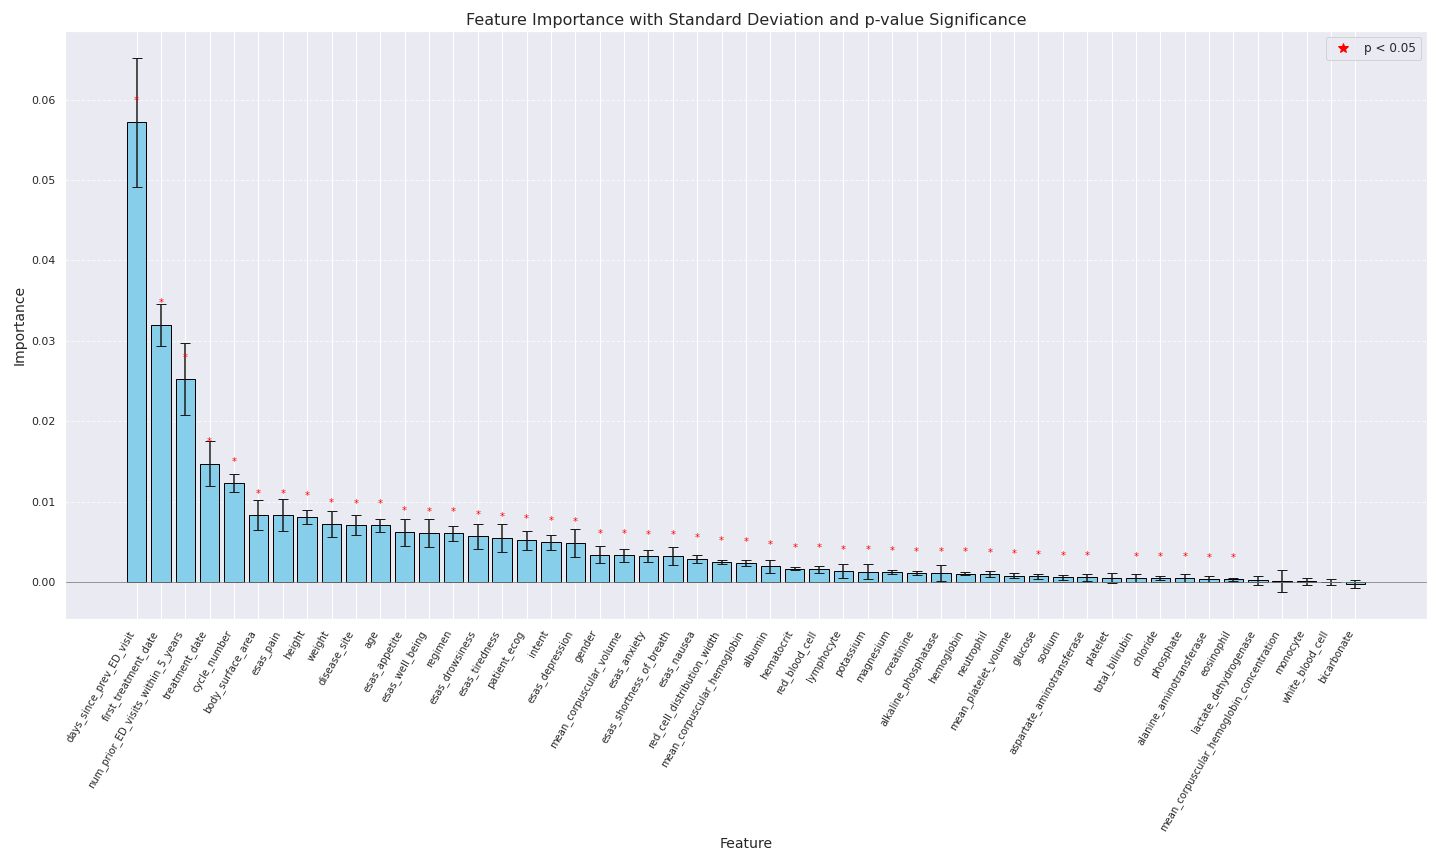 Feature Importance with Standard Deviation and p-value Significance
p < 0.05
Importance
0.06
0.05
0.04
0.03
0.02
0.01
0.00
days_since_prev_ED_visit
first_treatment_date
num_prior_ED_visits_within_5_years
treatment_date
cycle_number
body_surface_area
esas_pain
height
weight
disease_site
age
esas_appetite
esas_well_being
regimen
esas_drowsiness
esas_tiredness
patient_ecog
intent
esas_depression
gender
mean_corpuscular_volume
esas_anxiety
esas_shortness_of_breath
esas_nausea
red_cell_distribution_width
mean_corpuscular_hemoglobin
albumin
hematocrit
red_blood_cell
lymphocyte
potassium
magnesium
creatinine
alkaline_phosphatase
hemoglobin
neutrophil
mean_platelet_volume
glucose
sodium
aspartate_aminotransferase
platelet
total_bilirubin
chloride
phosphate
alanine_aminotransferase
eosinophil
lactate_dehydrogenase
mean_corpuscular_hemoglobin_concentration
monocyte
white_blood_cell
bicarbonate
Feature